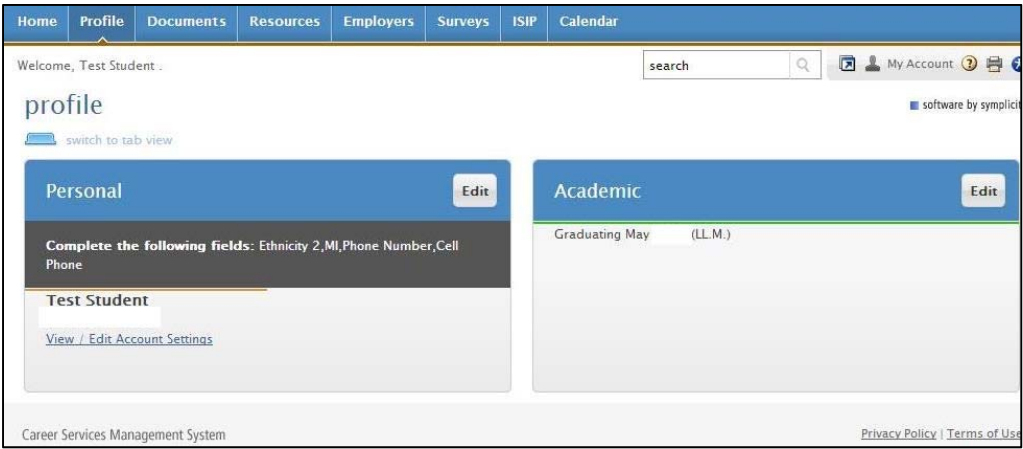 Home Profile Documents Resources Employers Surveys ISIP Calendar
Welcome, Test Student .
search
My Account
profile
software by symplicit
switch to tab view
Personal
Edit
Complete the following fields: Ethnicity 2,MI,Phone Number,Cell
Phone
Test Student
View / Edit Account Settings
Academic
Edit
Graduating May (LL.M.)
Career Services Management System
Privacy Policy | Terms of Use